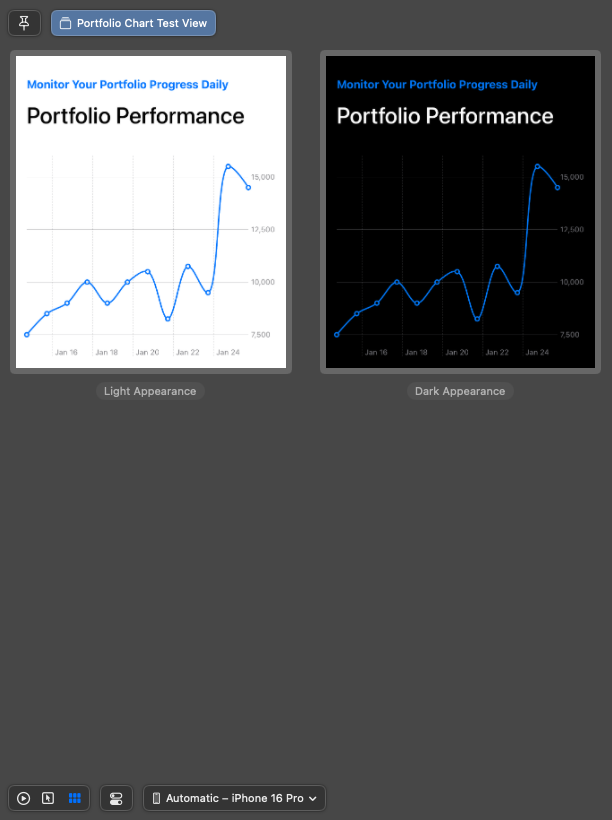 Portfolio Chart Test View
Monitor Your Portfolio Progress Daily
Portfolio Performance
15,000
12,500
10,000
7,500
Jan 16 Jan 18 Jan 20 Jan 22 Jan 24
Light Appearance
Monitor Your Portfolio Progress Daily
Portfolio Performance
15,000
12,500
10,000
7,500
Jan 16 Jan 18 Jan 20 Jan 22 Jan 24
Dark Appearance
Automatic – iPhone 16 Pro